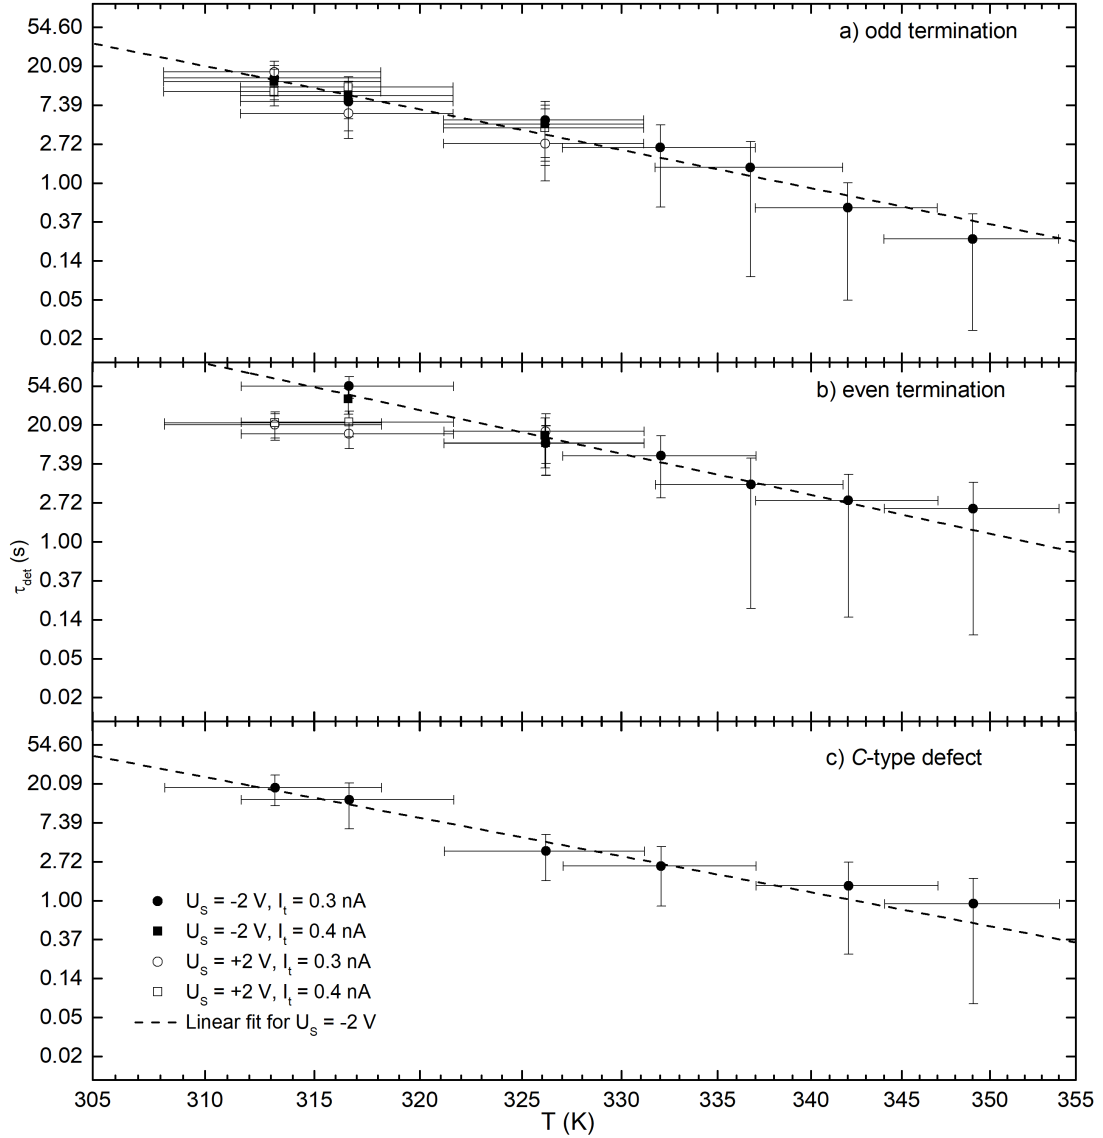 a) odd termination
54.60
20.09
7.39
2.72
1.00
0.37
0.14
0.05
0.02
b) even termination
54.60
20.09
7.39
2.72
1.00
0.37
0.14
0.05
0.02
τdet (s)
c) C-type defect
54.60
20.09
7.39
2.72
1.00
0.37
0.14
0.05
0.02
US = -2 V, It = 0.3 nA
US = -2 V, It = 0.4 nA
US = +2 V, It = 0.3 nA
US = +2 V, It = 0.4 nA
Linear fit for US = -2 V
305 310 315 320 325 330 335 340 345 350 355
T (K)